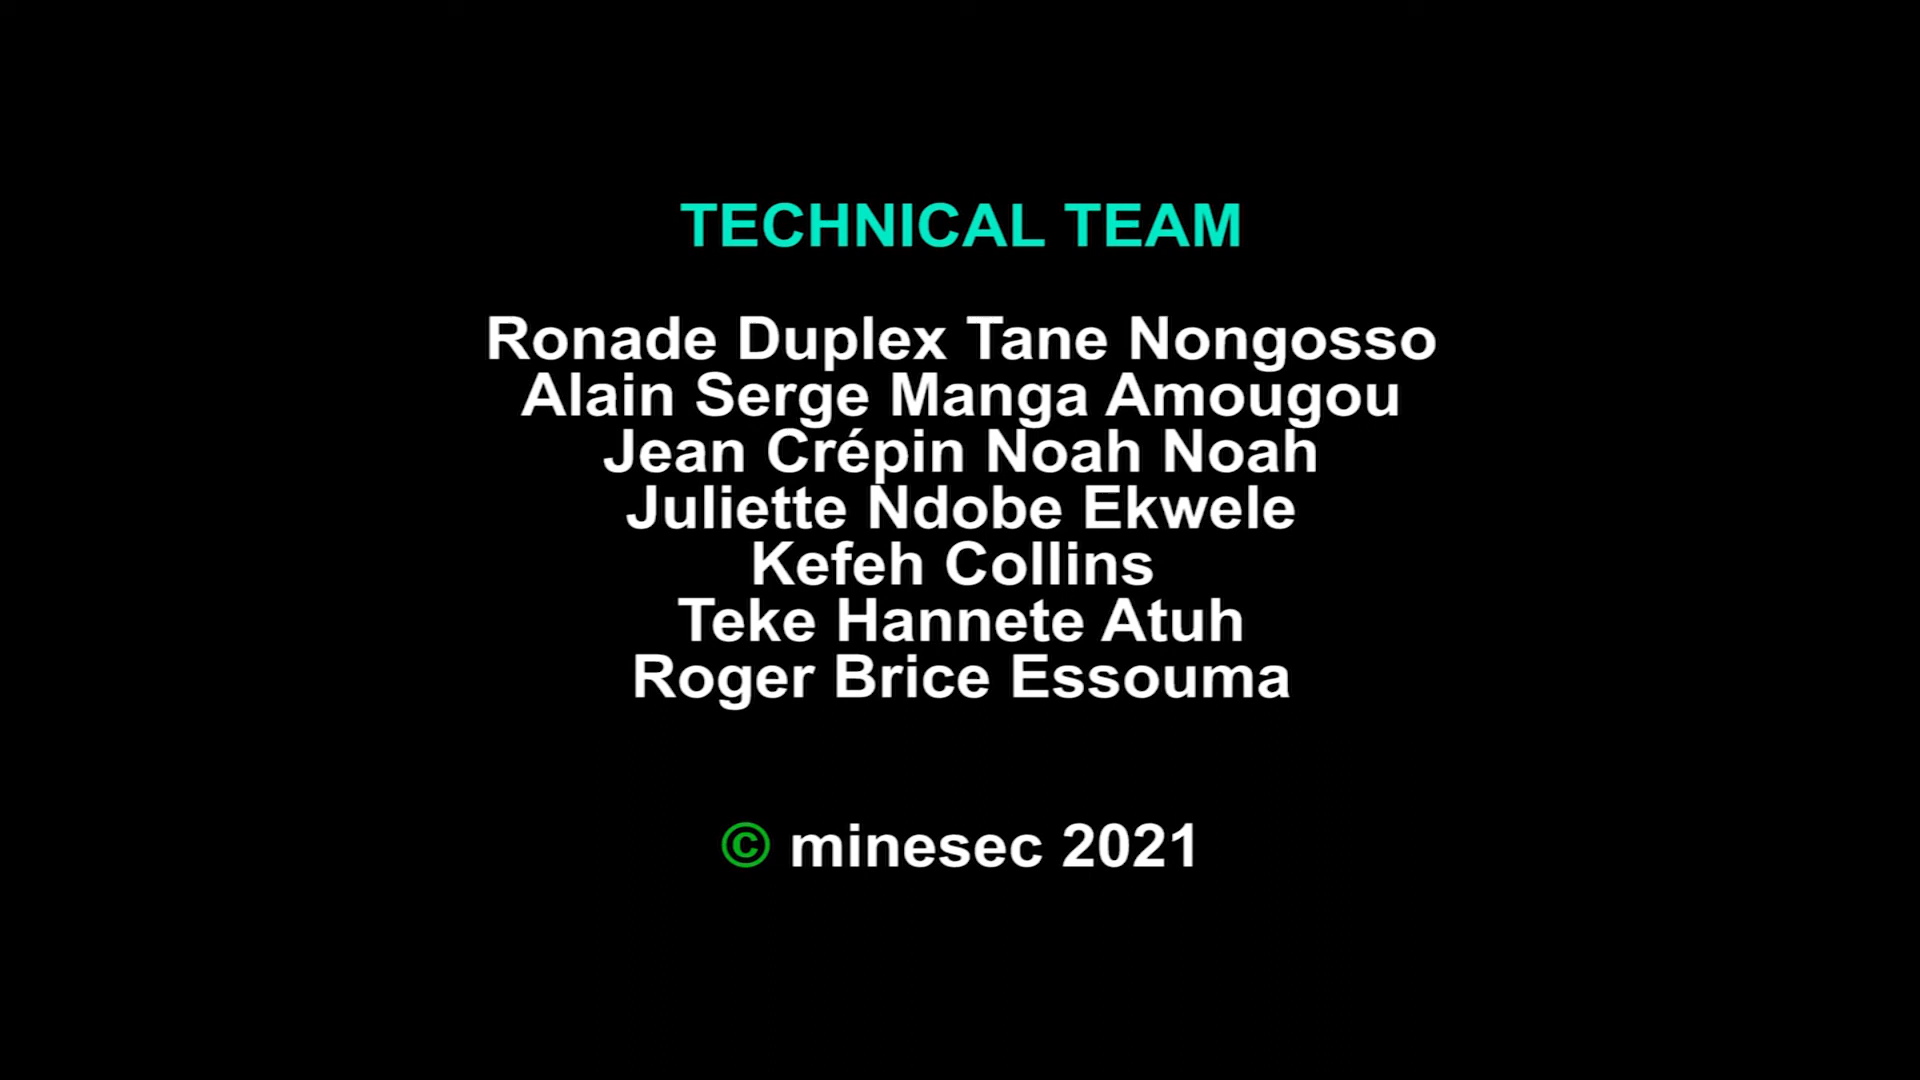 TECHNICAL TEAM
Ronade Duplex Tane Nongosso
Alain Serge Manga Amougou
Jean Crépin Noah Noah
Juliette Ndobe Ekwele
Kefeh Collins
Teke Hannete Atuh
Roger Brice Essouma
© minesec 2021